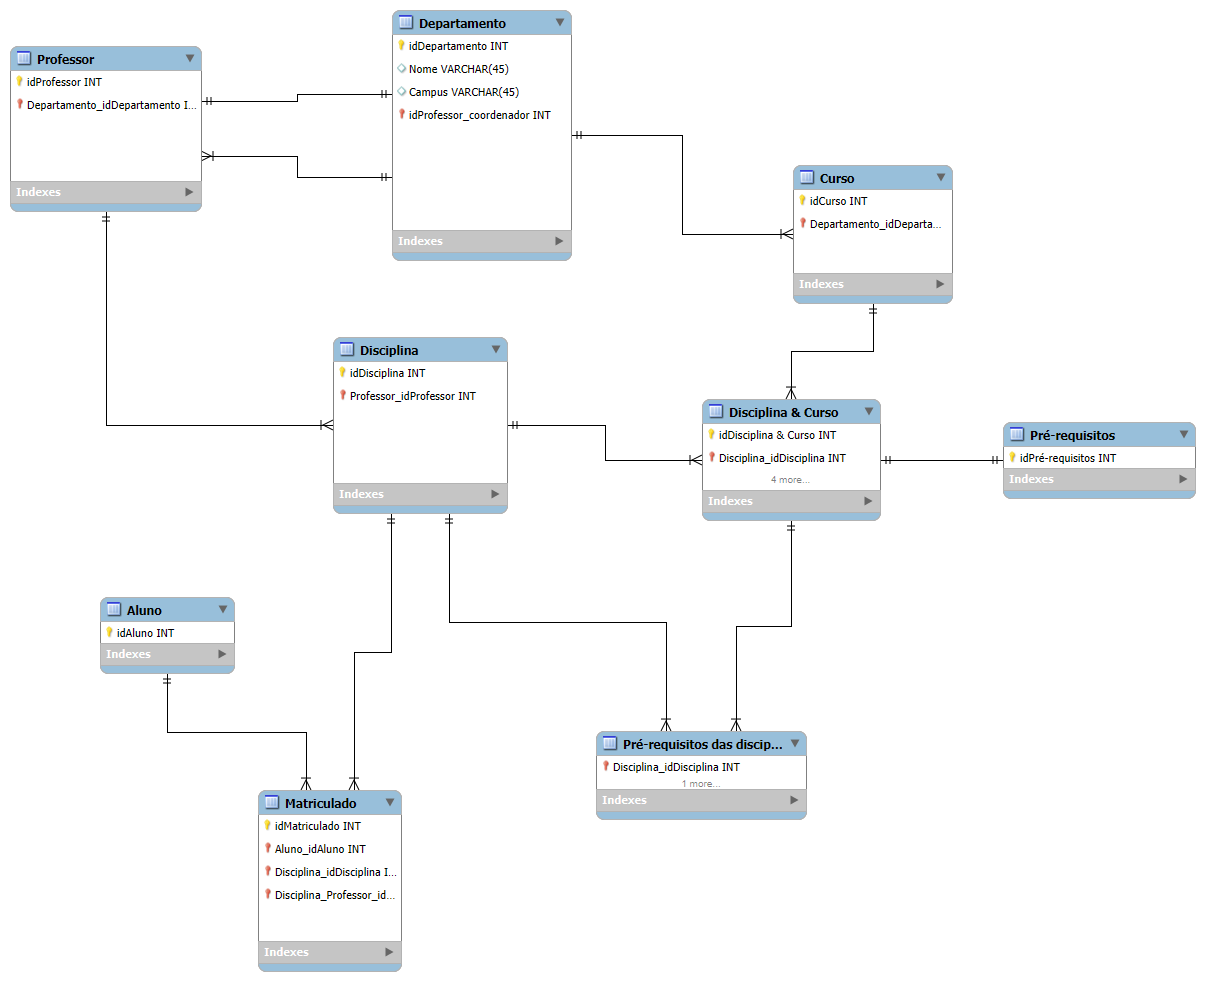 Departamento
idDepartamento INT
Nome VARCHAR(45)
Campus VARCHAR(45)
idProfessor_coordenador INT
Indexes
Professor
idProfessor INT
Departamento_idDepartamento I...
Indexes
Curso
idCurso INT
Departamento_idDeparta...
Indexes
Disciplina
idDisciplina INT
Professor_idProfessor INT
Indexes
Disciplina & Curso
idDisciplina & Curso INT
Disciplina_idDisciplina INT
4 more...
Indexes
Pré-requisitos
idPré-requisitos INT
Indexes
Aluno
idAluno INT
Indexes
Pré-requisitos das discip...
Disciplina_idDisciplina INT
1 more...
Indexes
Matriculado
idMatriculado INT
Aluno_idAluno INT
Disciplina_idDisciplina I...
Disciplina_Professor_id...
Indexes